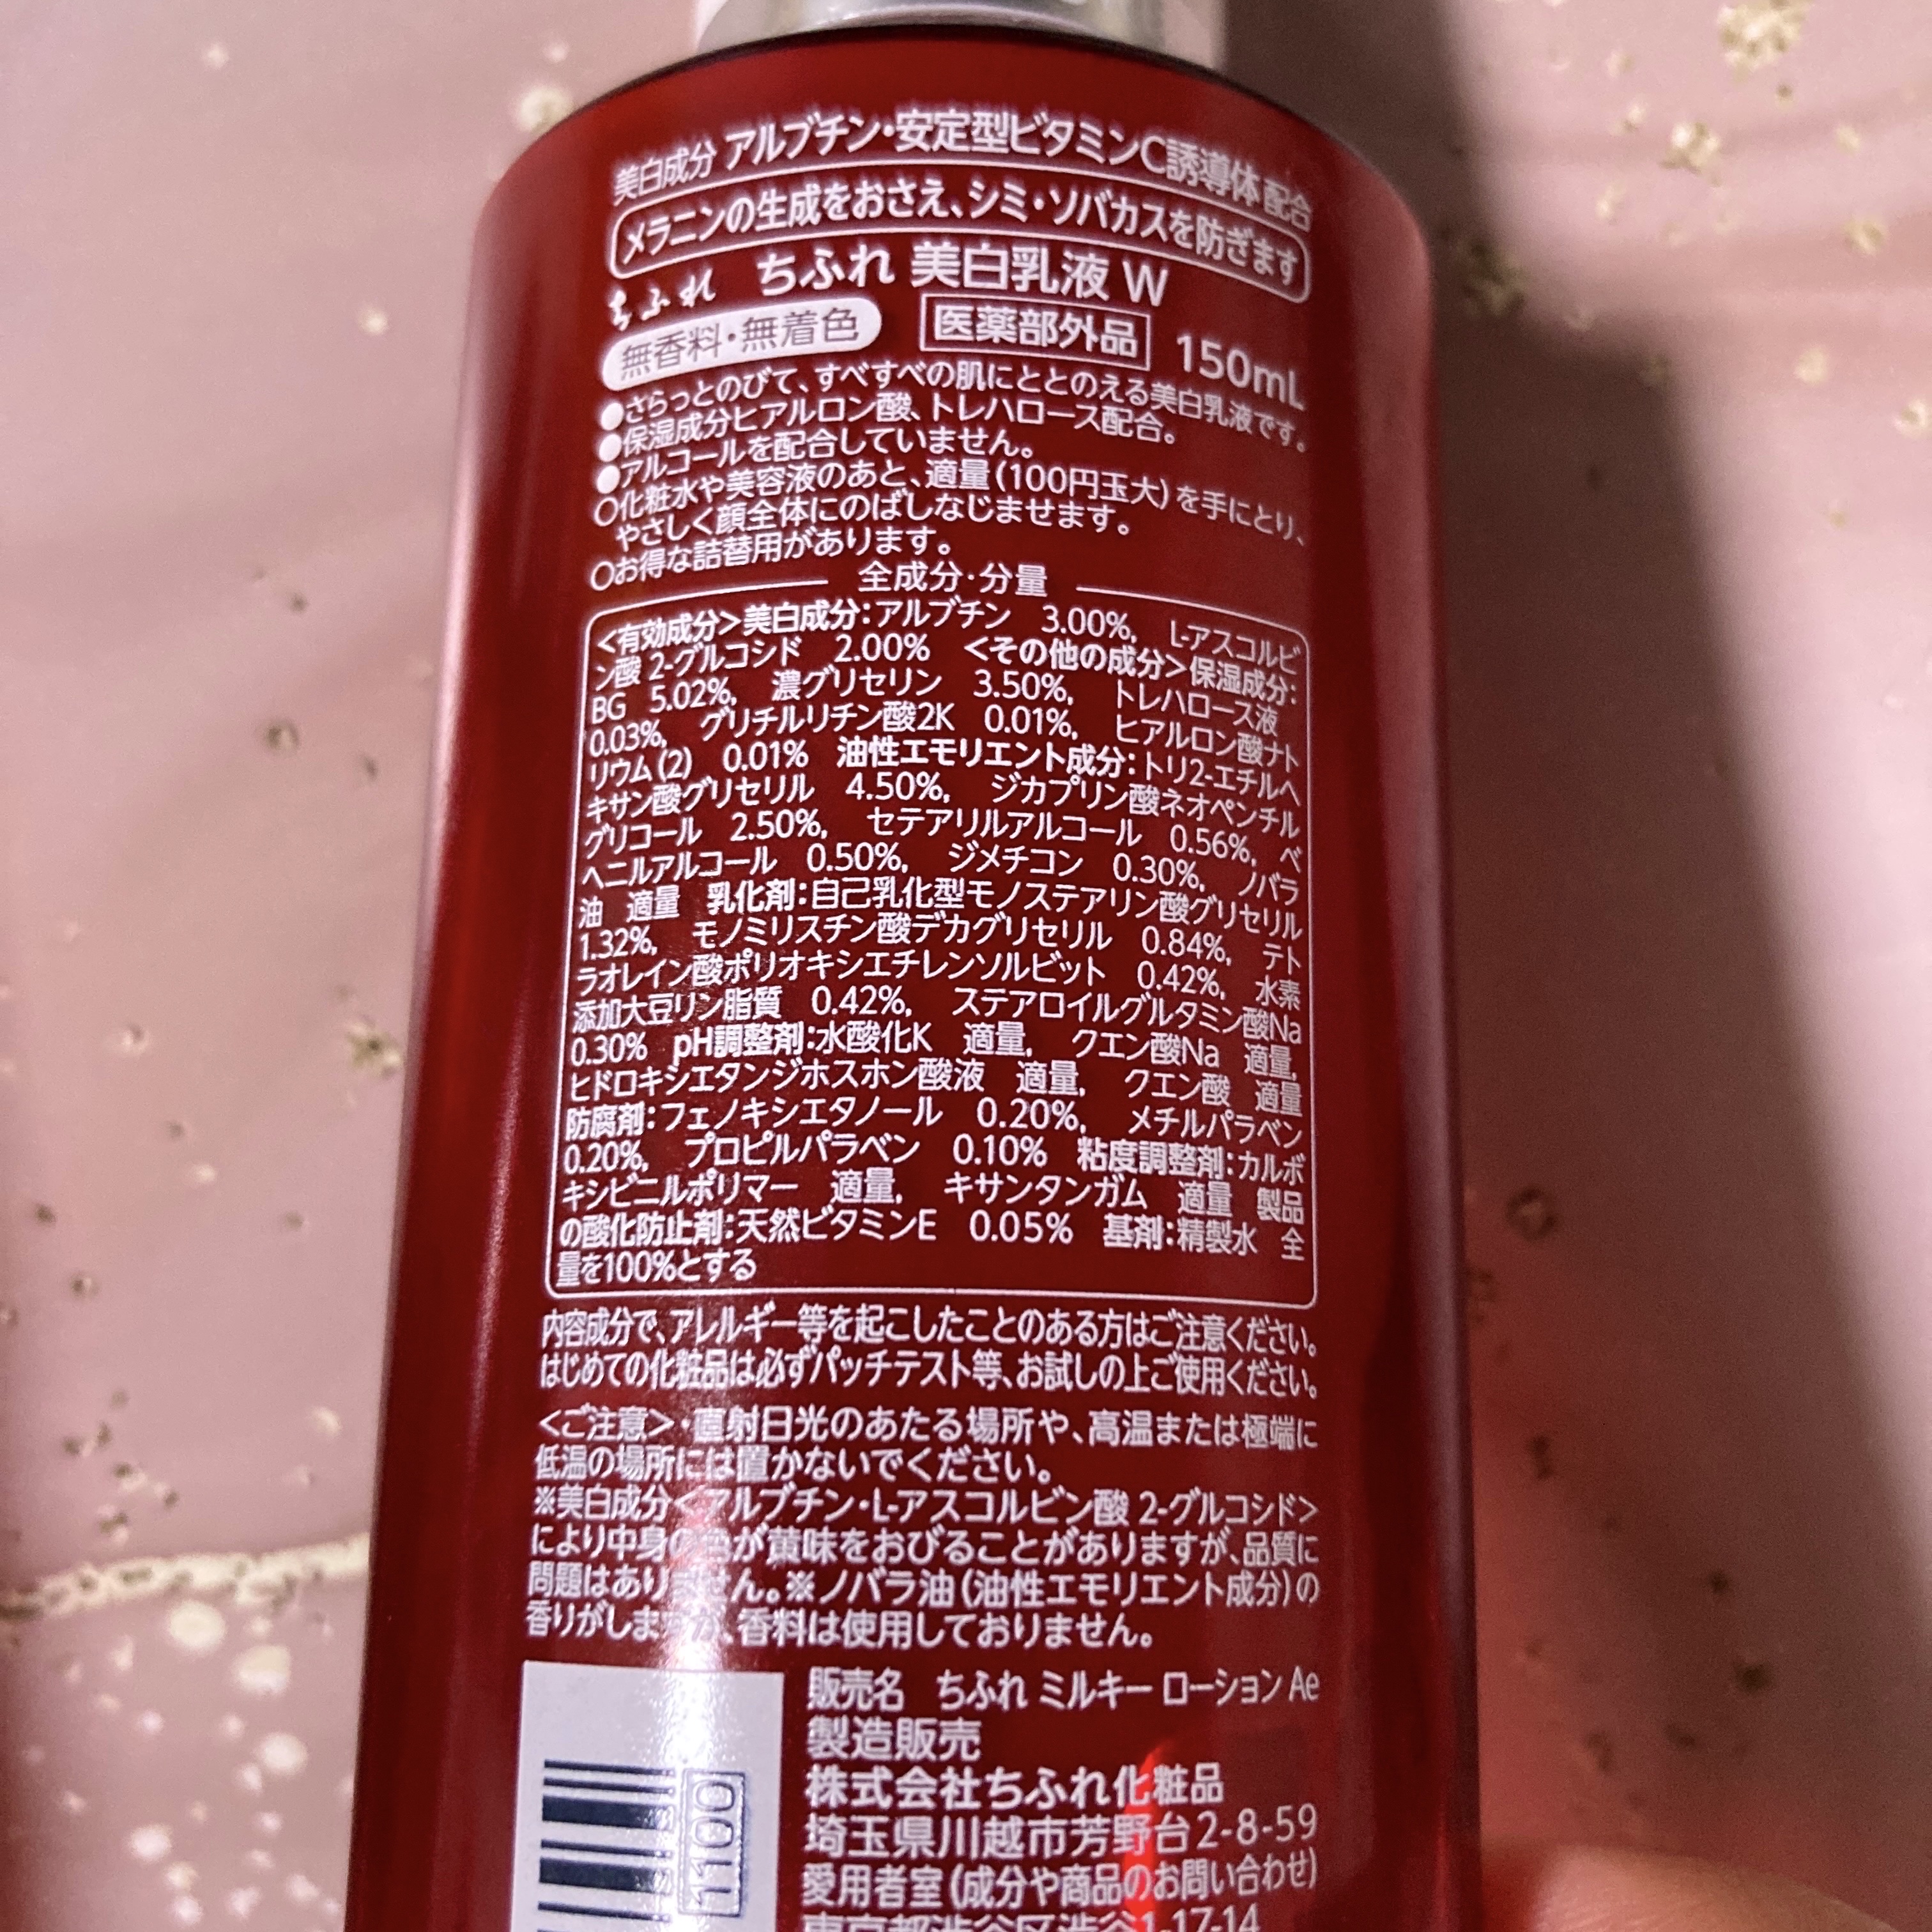 美白成分 アルブチン・安定型ビタミンC誘導体 配合
メラニンの生成をおさえ、シミ・ソバカスを防ぎます
ちふれ ちふれ 美白乳液 W
無香料・無着色 医薬部外品 150mL
●さらっとのびて、すべすべの肌にととのえる美白乳液です。
●保湿成分ヒアルロン酸、トレハロース配合。
●アルコールを配合していません。
○化粧水や美容液のあと、適量(100円玉大)を手にとり、
やさしく顔全体にのばしなじませます。
○お得な詰替用があります。
全成分・分量
<有効成分>美白成分:アルブチン 3.00%, L-アスコルビ
ン酸 2-グルコシド 2.00% <その他の成分>保湿成分:
BG 5.02%, 濃グリセリン 3.50%, トレハロース液
0.03%, グリチルリチン酸2K 0.01%, ヒアルロン酸ナト
リウム(2) 0.01% 油性エモリエント成分:トリ2-エチルヘ
キサン酸グリセリル 4.50%, ジカプリン酸ネオペンチル
グリコール 2.50%, セテアリルアルコール 0.56%, ベ
ヘニルアルコール 0.50%, ジメチコン 0.30%, ノバラ
油 適量 乳化剤:自己乳化型モノステアリン酸グリセリル
1.32%, モノミリスチン酸デカグリセリル 0.84%, テト
ラオレイン酸ポリオキシエチレンソルビット 0.42%, 水素
添加大豆リン脂質 0.42%, ステアロイルグルタミン酸Na
0.30% pH調整剤:水酸化K 適量, クエン酸Na 適量,
ヒドロキシエタンジホスホン酸液 適量, クエン酸 適量
防腐剤:フェノキシエタノール 0.20%, メチルパラベン
0.20%, プロピルパラベン 0.10% 粘度調整剤:カルボ
キシビニルポリマー 適量, キサンタンガム 適量 製品
の酸化防止剤:天然ビタミンE 0.05% 基剤:精製水 全
量を100%とする
内容成分で、アレルギー等を起こしたことのある方はご注意ください。
はじめての化粧品は必ずパッチテスト等、お試しの上ご使用ください。
<ご注意>・直射日光のあたる場所や、高温または極端に
低温の場所には置かないでください。
※美白成分<アルブチン・L-アスコルビン酸 2-グルコシド>
により中身の色が黄味をおびることがありますが、品質に
問題はありません。※ノバラ油(油性エモリエント成分)の
香りがしますが、香料は使用しておりません。
販売名 ちふれ ミルキー ローション Ae
製造販売
株式会社ちふれ化粧品
埼玉県川越市芳野台2-8-59
愛用者室(成分や商品のお問い合わせ)
東京都渋谷区渋谷1-17-14
1100